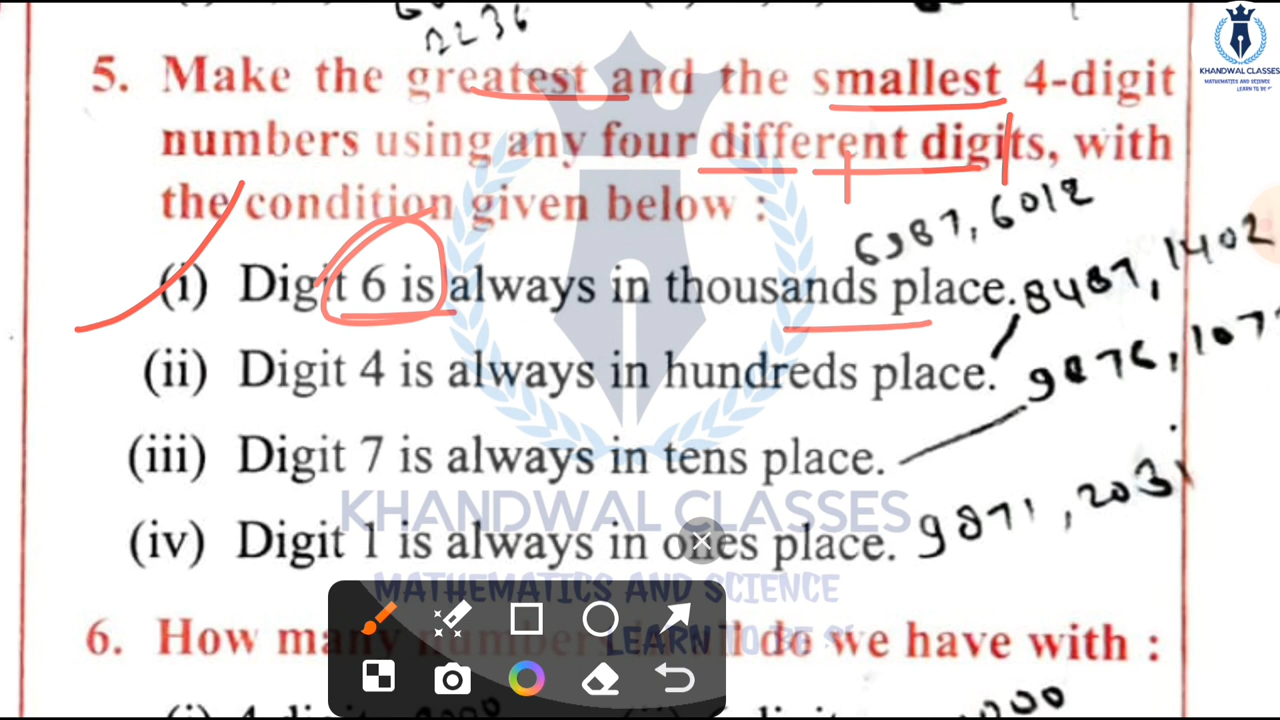 2236
KHANDWAL CLASSES
MATHEMATICS AND SCIENCE
5. Make the greatest and the smallest 4-digit
numbers using any four different digits, with
the condition given below :
6987, 6012
(i) Digit 6 is always in thousands place.
8487, 1402
(ii) Digit 4 is always in hundreds place.
9876, 107
(iii) Digit 7 is always in tens place.
KHANDWAL CLASSES
(iv) Digit 1 is always in ones place. 9871, 2031
MATHEMATICS AND SCIENCE
LEARN TO BE
6. How many numbers do we have with :